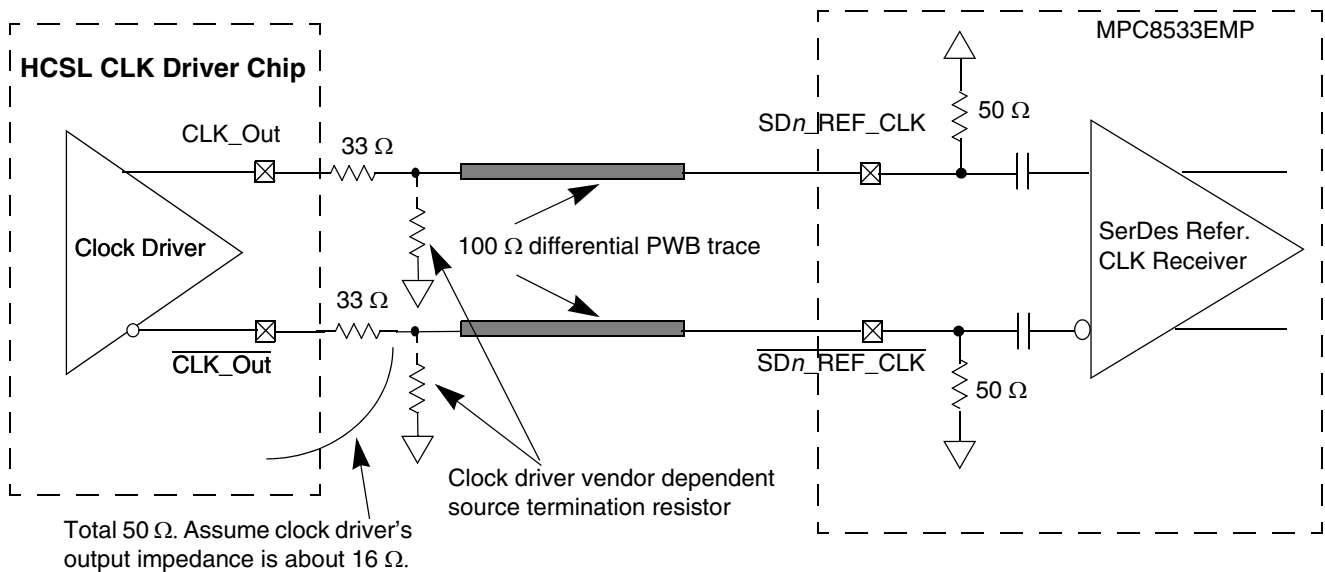 MPC8533EMP
HCSL CLK Driver Chip
50 Ω
CLK_Out
SDn_REF_CLK
33 Ω
Clock Driver
100 Ω differential PWB trace
SerDes Refer.
CLK Receiver
33 Ω
CLK_Out
SDn_REF_CLK
50 Ω
Clock driver vendor dependent
source termination resistor
Total 50 Ω. Assume clock driver's
output impedance is about 16 Ω.